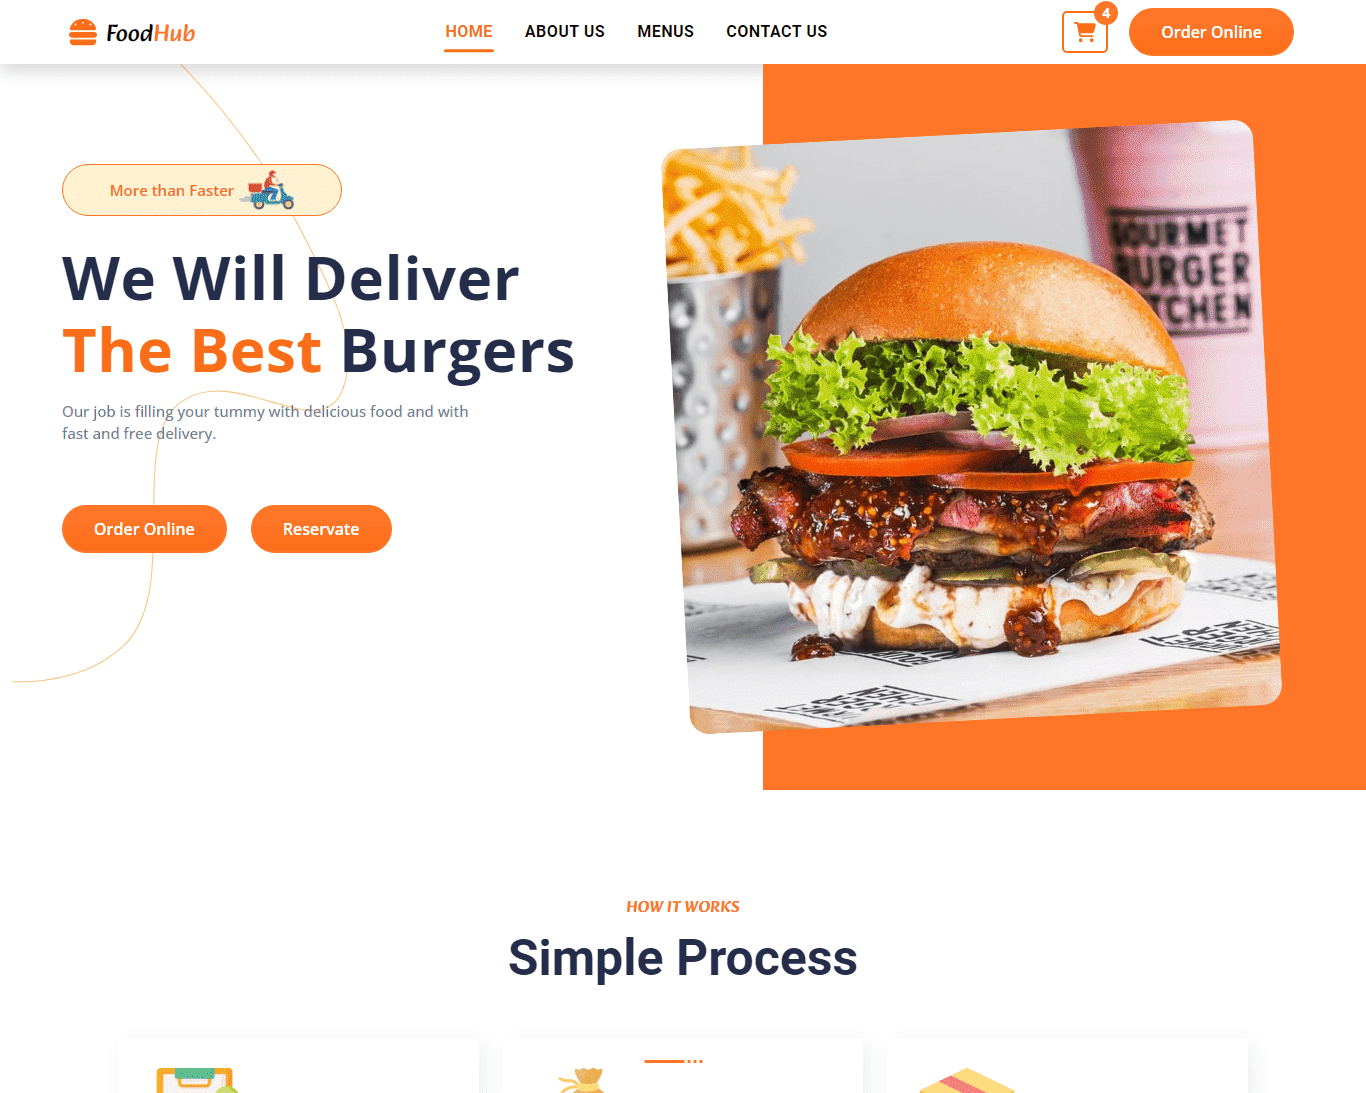 FoodHub
HOME
ABOUT US
MENUS
CONTACT US
4
Order Online
More than Faster
We Will Deliver
The Best Burgers
Our job is filling your tummy with delicious food and with
fast and free delivery.
Order Online
Reservate
GOURMET
BURGER
KITCHEN
HOW IT WORKS
Simple Process